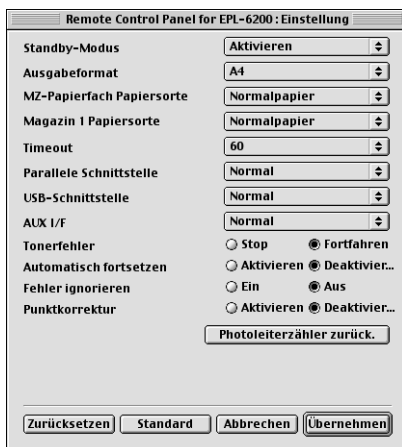 Remote Control Panel for EPL-6200 : Einstellung
Standby-Modus Aktivieren
Ausgabeformat A4
MZ-Papierfach Papiersorte Normalpapier
Magazin 1 Papiersorte Normalpapier
Timeout 60
Parallele Schnittstelle Normal
USB-Schnittstelle Normal
AUX I/F Normal
Tonerfehler Stop Fortfahren
Automatisch fortsetzen Aktivieren Deaktivier...
Fehler ignorieren Ein Aus
Punktkorrektur Aktivieren Deaktivier...
Photoleiterzähler zurück.
Zurücksetzen Standard Abbrechen Übernehmen